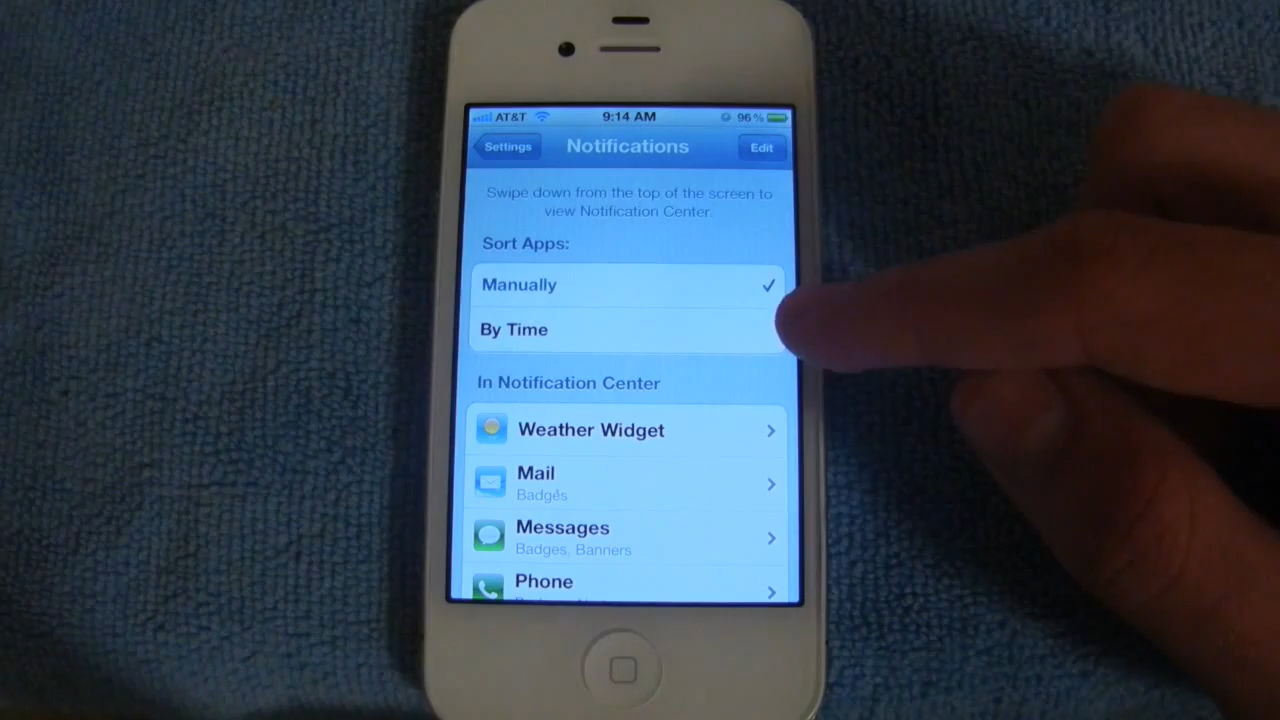 AT&T 9:14 AM 96%
Settings Notifications Edit
Swipe down from the top of the screen to
view Notification Center.
Sort Apps:
Manually
By Time
In Notification Center
Weather Widget
Mail
Badges
Messages
Badges, Banners
Phone